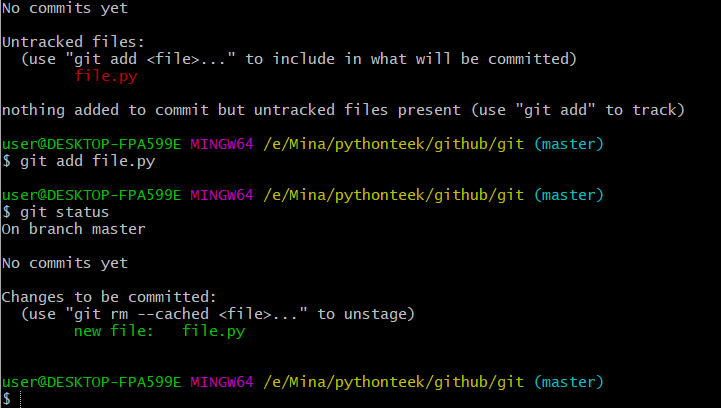 No commits yet
Untracked files:
(use "git add <file>..." to include in what will be committed)
file.py
nothing added to commit but untracked files present (use "git add" to track)
user@DESKTOP-FPA599E MINGW64 /e/Mina/pythonteek/github/git (master)
$ git add file.py
user@DESKTOP-FPA599E MINGW64 /e/Mina/pythonteek/github/git (master)
$ git status
On branch master
No commits yet
Changes to be committed:
(use "git rm --cached <file>..." to unstage)
new file:   file.py
user@DESKTOP-FPA599E MINGW64 /e/Mina/pythonteek/github/git (master)
$